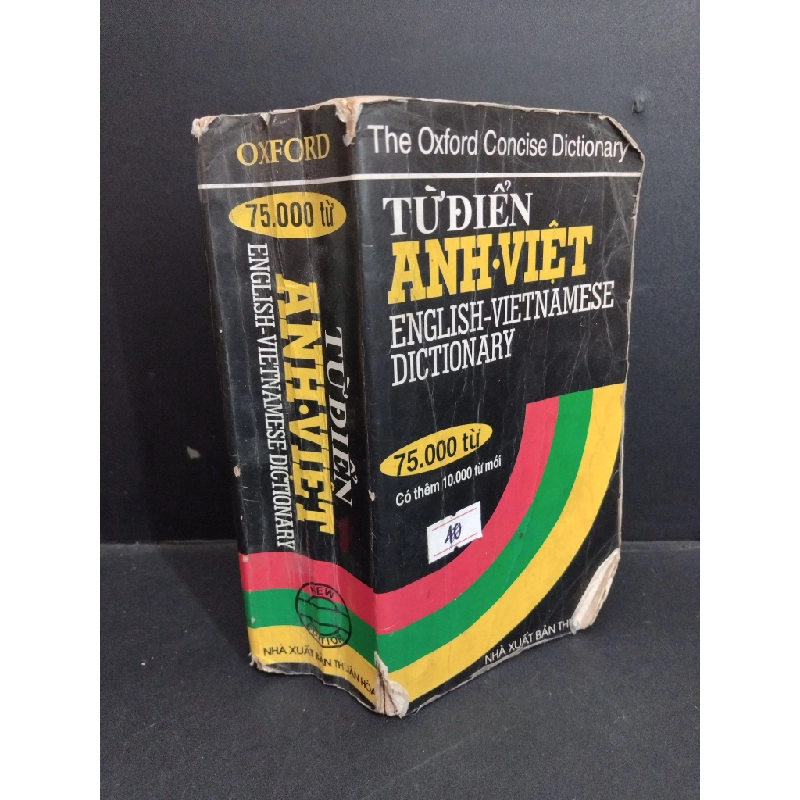 OXFORD
75.000 từ
TỪ ĐIỂN
ANH·VIỆT
ENGLISH-VIETNAMESE DICTIONARY
NEW
EDITION
NHÀ XUẤT BẢN THUẬN HÓA
The Oxford Concise Dictionary
TỪ ĐIỂN
ANH·VIỆT
ENGLISH-VIETNAMESE
DICTIONARY
75.000 từ
Có thêm 10.000 từ mới
NHÀ XUẤT BẢN